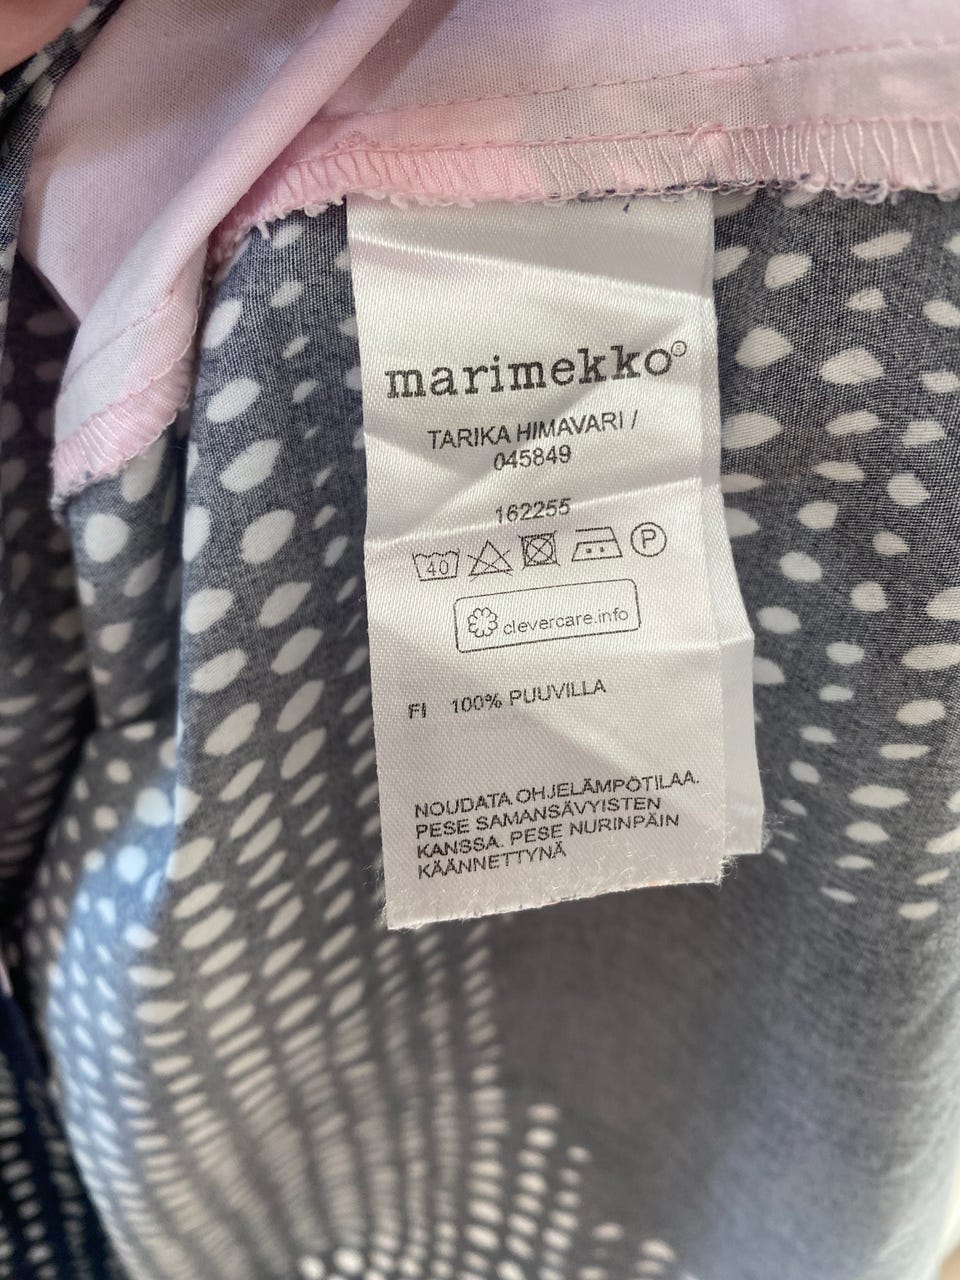 marimekko®
TARIKA HIMAVARI /
045849
162255
40 P
clevercare.info
FI 100% PUUVILLA
NOUDATA OHJELÄMPÖTILAA.
PESE SAMANSÄVYISTEN
KANSSA. PESE NURINPÄIN
KÄÄNNETTYNÄ